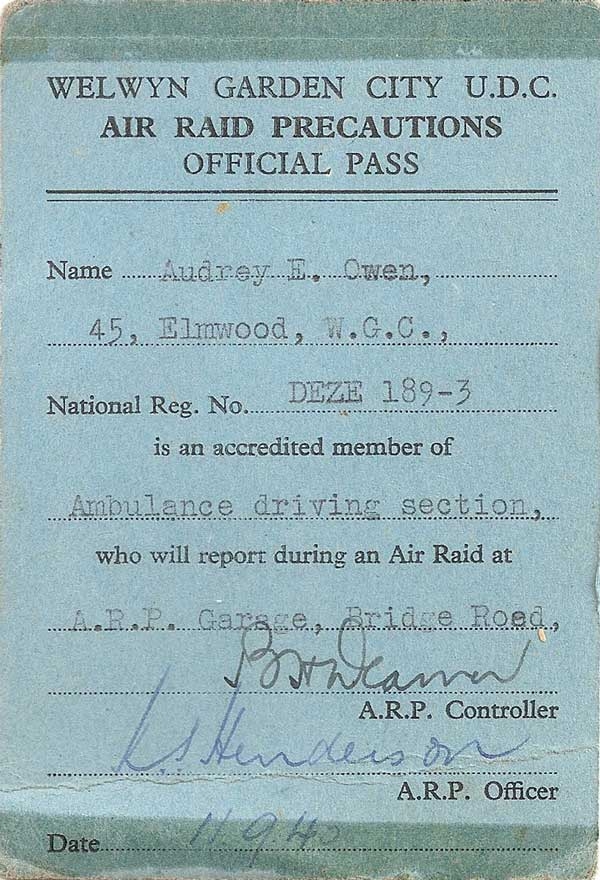 WELWYN GARDEN CITY U.D.C.
AIR RAID PRECAUTIONS
OFFICIAL PASS
Name Audrey E. Owen,
45, Elmwood, W.G.C.,
National Reg. No. DEZE 189-3
is an accredited member of
Ambulance driving section,
who will report during an Air Raid at
A.R.P. Garage, Bridge Road,
A.R.P. Controller
Henderson
A.R.P. Officer
Date 11 9 40